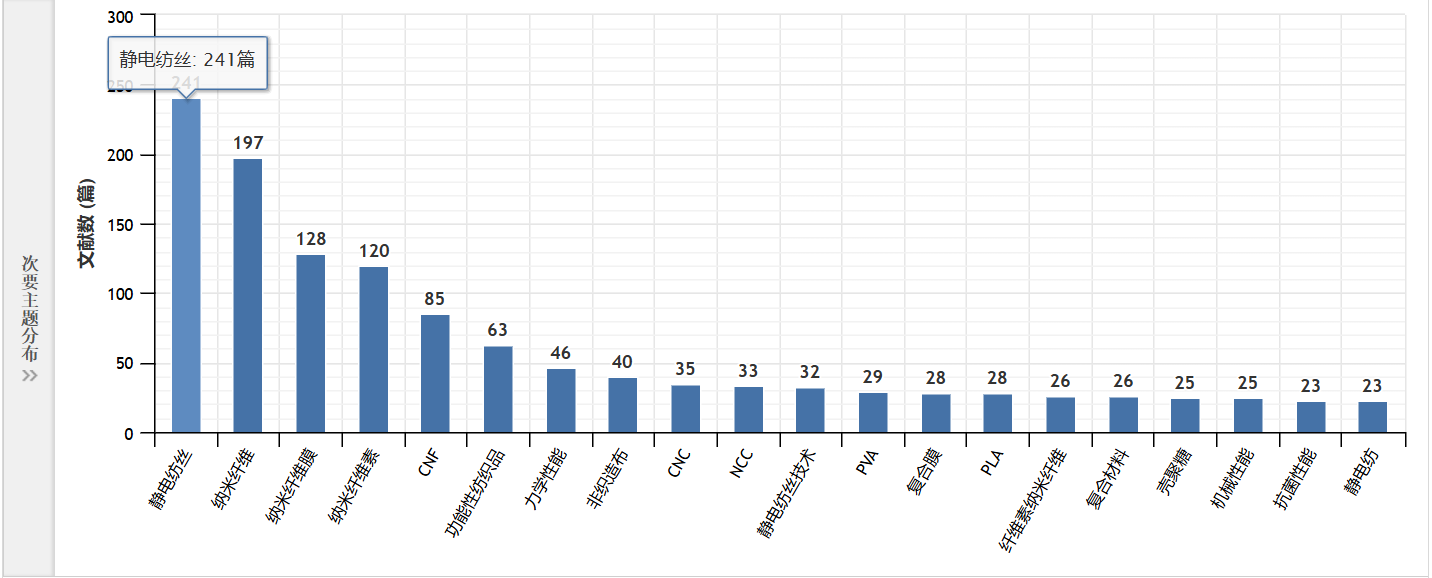 次要主题分布
文献数 (篇)
300
250
200
150
100
50
0
静电纺丝: 241篇
241
197
128
120
85
63
46
40
35
33
32
29
28
28
26
26
25
25
23
23
静电纺丝
纳米纤维
纳米纤维膜
纳米纤维素
CNF
功能性纺织品
力学性能
非织造布
CNC
NCC
静电纺丝技术
PVA
复合膜
PLA
纤维素纳米纤维
复合材料
壳聚糖
机械性能
抗菌性能
静电纺